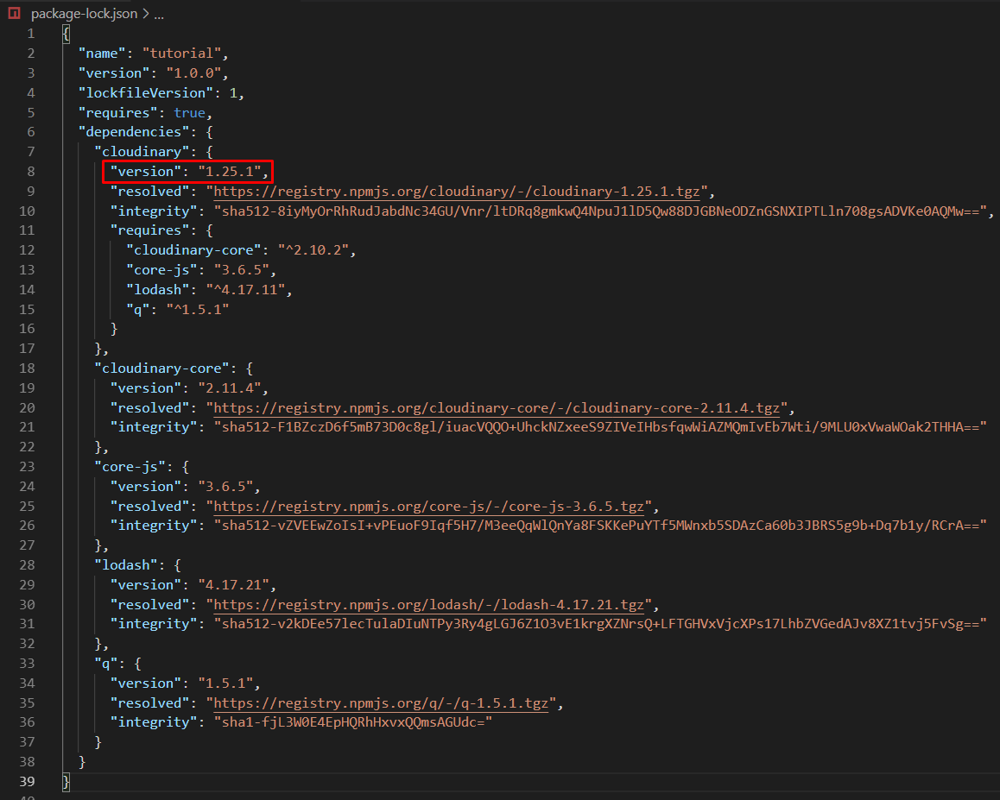 package-lock.json > ...
1 {
2 "name": "tutorial",
3 "version": "1.0.0",
4 "lockfileVersion": 1,
5 "requires": true,
6 "dependencies": {
7 "cloudinary": {
8 "version": "1.25.1",
9 "resolved": "https://registry.npmjs.org/cloudinary/-/cloudinary-1.25.1.tgz",
10 "integrity": "sha512-8iyMyOrRhRudJabdNc34GU/Vnr/ltDRq8gmkwQ4NpuJ1lD5Qw88DJGBNeODZnGSNXIPTLln708gsADVKe0AQMw==",
11 "requires": {
12 "cloudinary-core": "^2.10.2",
13 "core-js": "3.6.5",
14 "lodash": "^4.17.11",
15 "q": "^1.5.1"
16 }
17 },
18 "cloudinary-core": {
19 "version": "2.11.4",
20 "resolved": "https://registry.npmjs.org/cloudinary-core/-/cloudinary-core-2.11.4.tgz",
21 "integrity": "sha512-F1BZczD6f5mB73D0c8gl/iuacVQQO+UhckNZxeeS9ZIVeIHbsfqwWiAZMQmIvEb7Wti/9MLU0xVwaWOak2THHA=="
22 },
23 "core-js": {
24 "version": "3.6.5",
25 "resolved": "https://registry.npmjs.org/core-js/-/core-js-3.6.5.tgz",
26 "integrity": "sha512-vZVEEwZoIsI+vPEuoF9Iqf5H7/M3eeQqWlQnYa8FSKKePuYTf5MWnxb5SDAzCa60b3JBRS5g9b+Dq7b1y/RCrA=="
27 },
28 "lodash": {
29 "version": "4.17.21",
30 "resolved": "https://registry.npmjs.org/lodash/-/lodash-4.17.21.tgz",
31 "integrity": "sha512-v2kDEe57lecTulaDIuNTPy3Ry4gLGJ6Z1O3vE1krgXZNrsQ+LFTGHVxVjcXPs17LhbZVGedAJv8XZ1tvj5FvSg=="
32 },
33 "q": {
34 "version": "1.5.1",
35 "resolved": "https://registry.npmjs.org/q/-/q-1.5.1.tgz",
36 "integrity": "sha1-fjL3W0E4EpHQRhHxvxQQmsAGUdc="
37 }
38 }
39 }
40